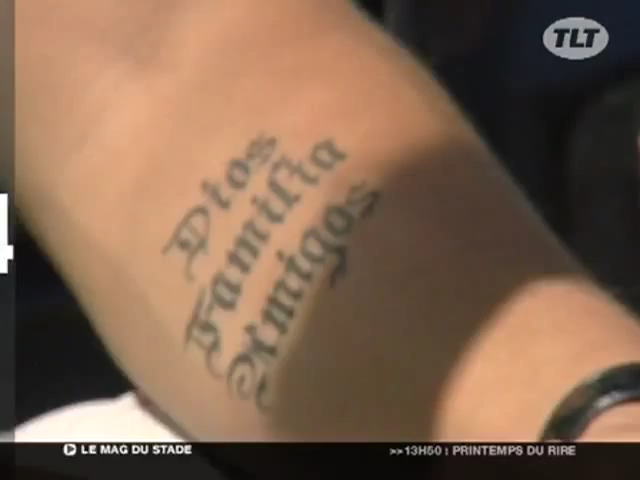 TLT
Dios
Familia
Amigos
LE MAG DU STADE
>>13H50 : PRINTEMPS DU RIRE